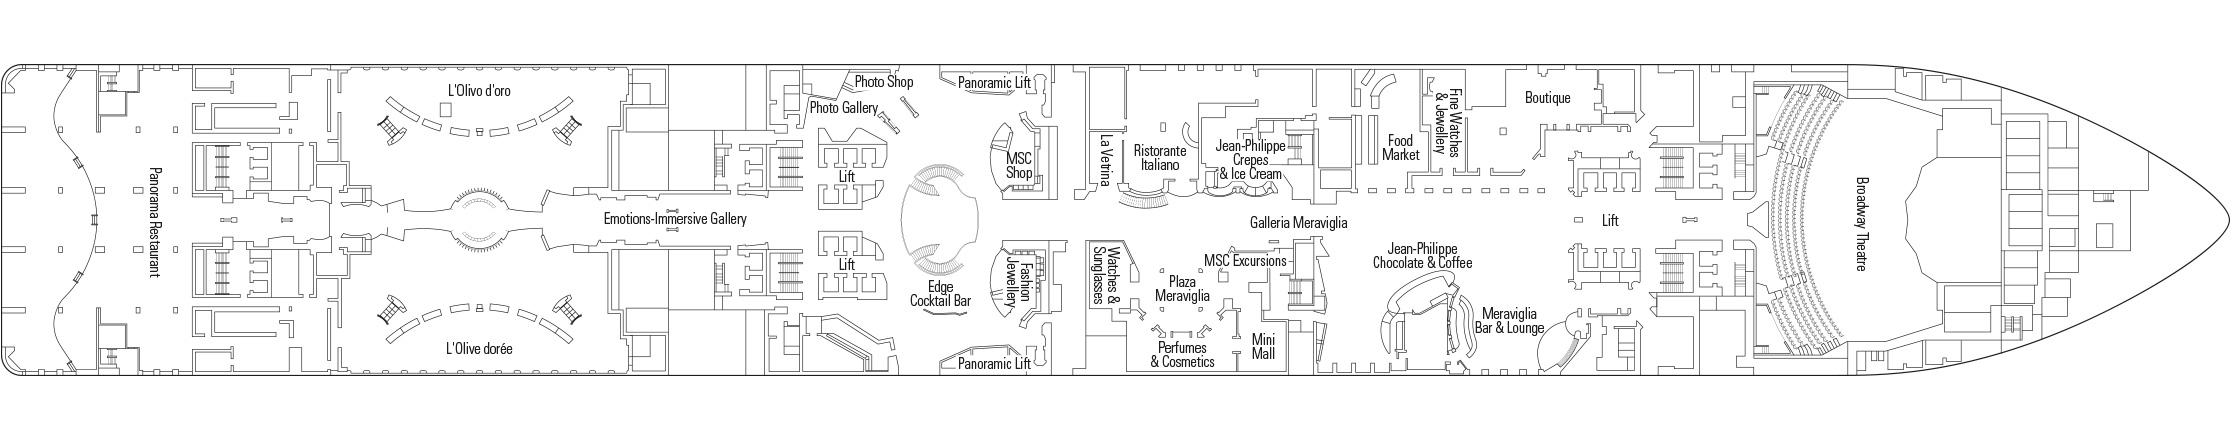 Panorama Restaurant
L'Olivo d'oro
L'Olive dorée
Emotions-Immersive Gallery
Photo Shop
Photo Gallery
Lift
Lift
Panoramic Lift
MSC
Shop
Edge
Cocktail Bar
Fashion
Jewellery
Panoramic Lift
La Vetrina
Ristorante
Italiano
Jean-Philippe
Crepes
& Ice Cream
Galleria Meraviglia
Watches &
Sunglasses
Plaza
Meraviglia
MSC Excursions
Perfumes
& Cosmetics
Mini
Mall
Food
Market
Fine Watches
& Jewellery
Boutique
Jean-Philippe
Chocolate & Coffee
Meraviglia
Bar & Lounge
Lift
Broadway Theatre